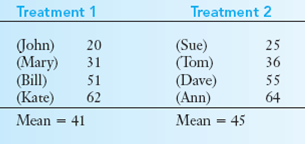 Treatment 1 Treatment 2
(John) 20 (Sue) 25
(Mary) 31 (Tom) 36
(Bill) 51 (Dave) 55
(Kate) 62 (Ann) 64
Mean = 41 Mean = 45